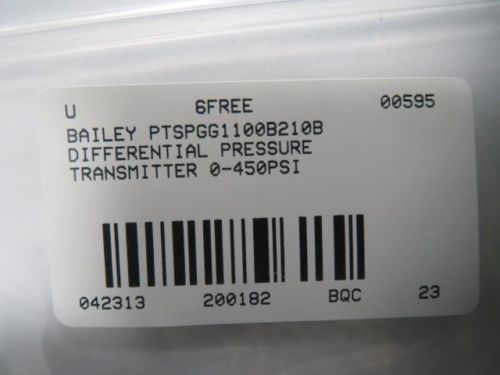 U 6FREE 00595
BAILEY PTSPGG1100B210B
DIFFERENTIAL PRESSURE
TRANSMITTER 0-450PSI
042313 200182 BQC 23